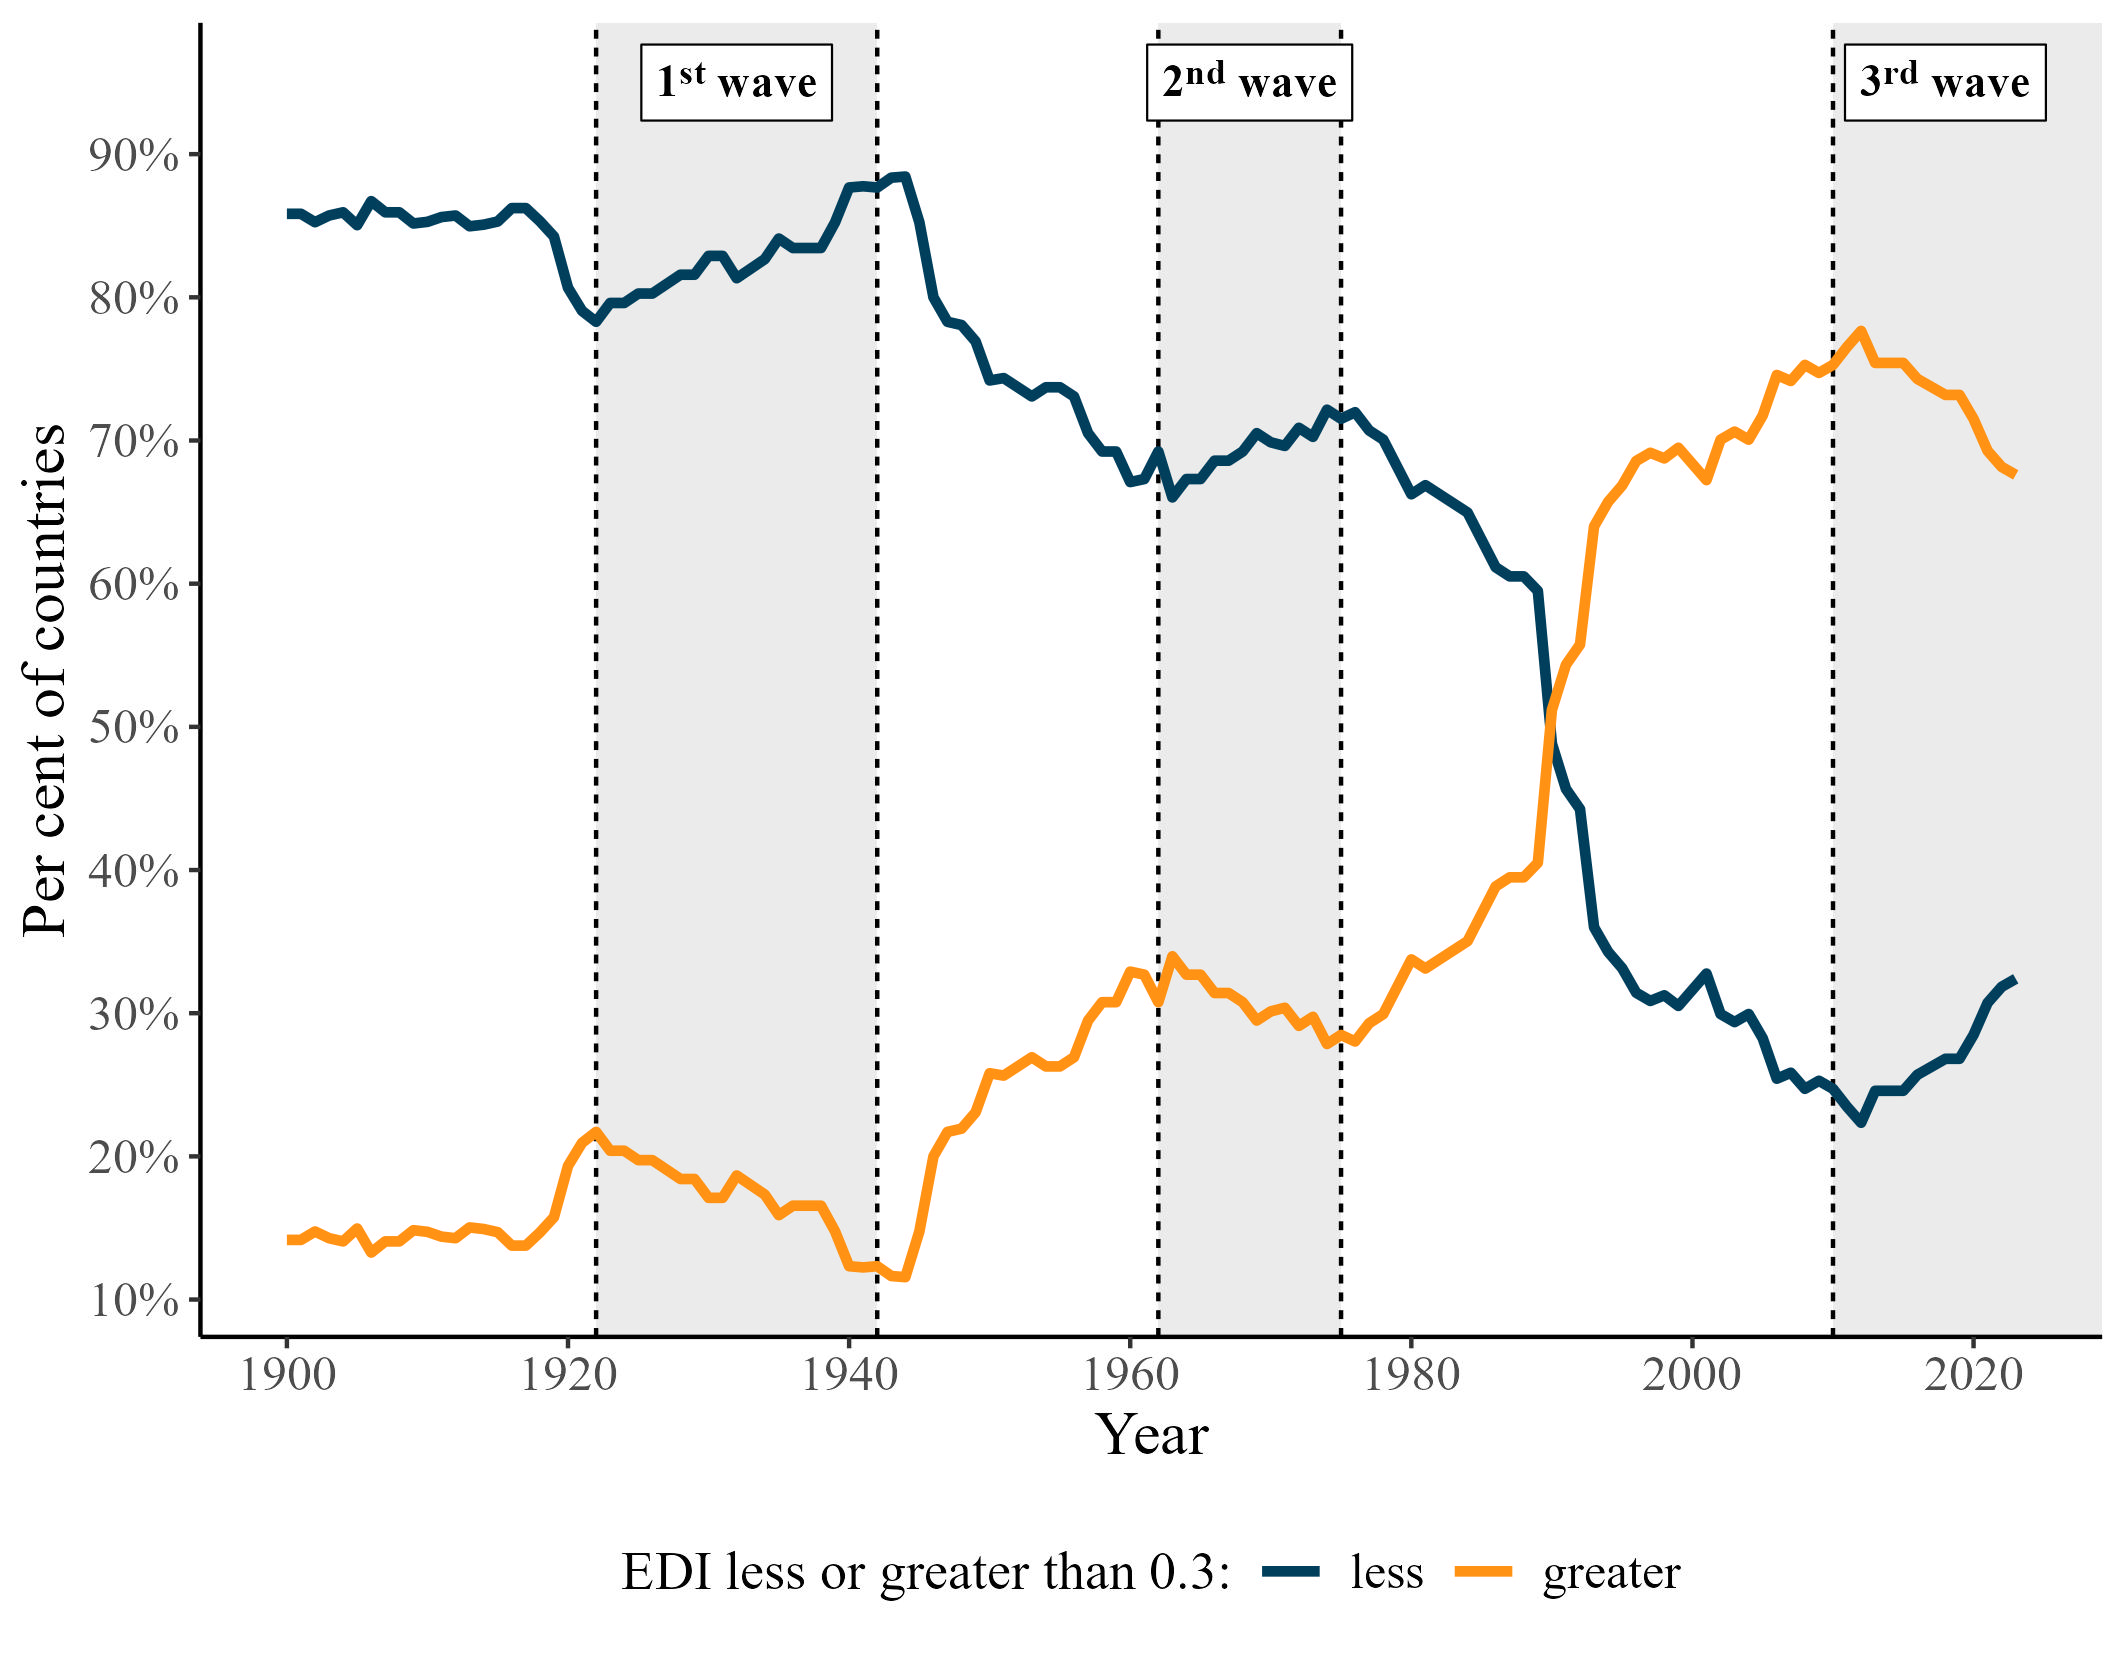 1st wave
2nd wave
3rd wave
90%
80%
70%
60%
50%
40%
30%
20%
10%
Per cent of countries
1900 1920 1940 1960 1980 2000 2020
Year
EDI less or greater than 0.3: less greater